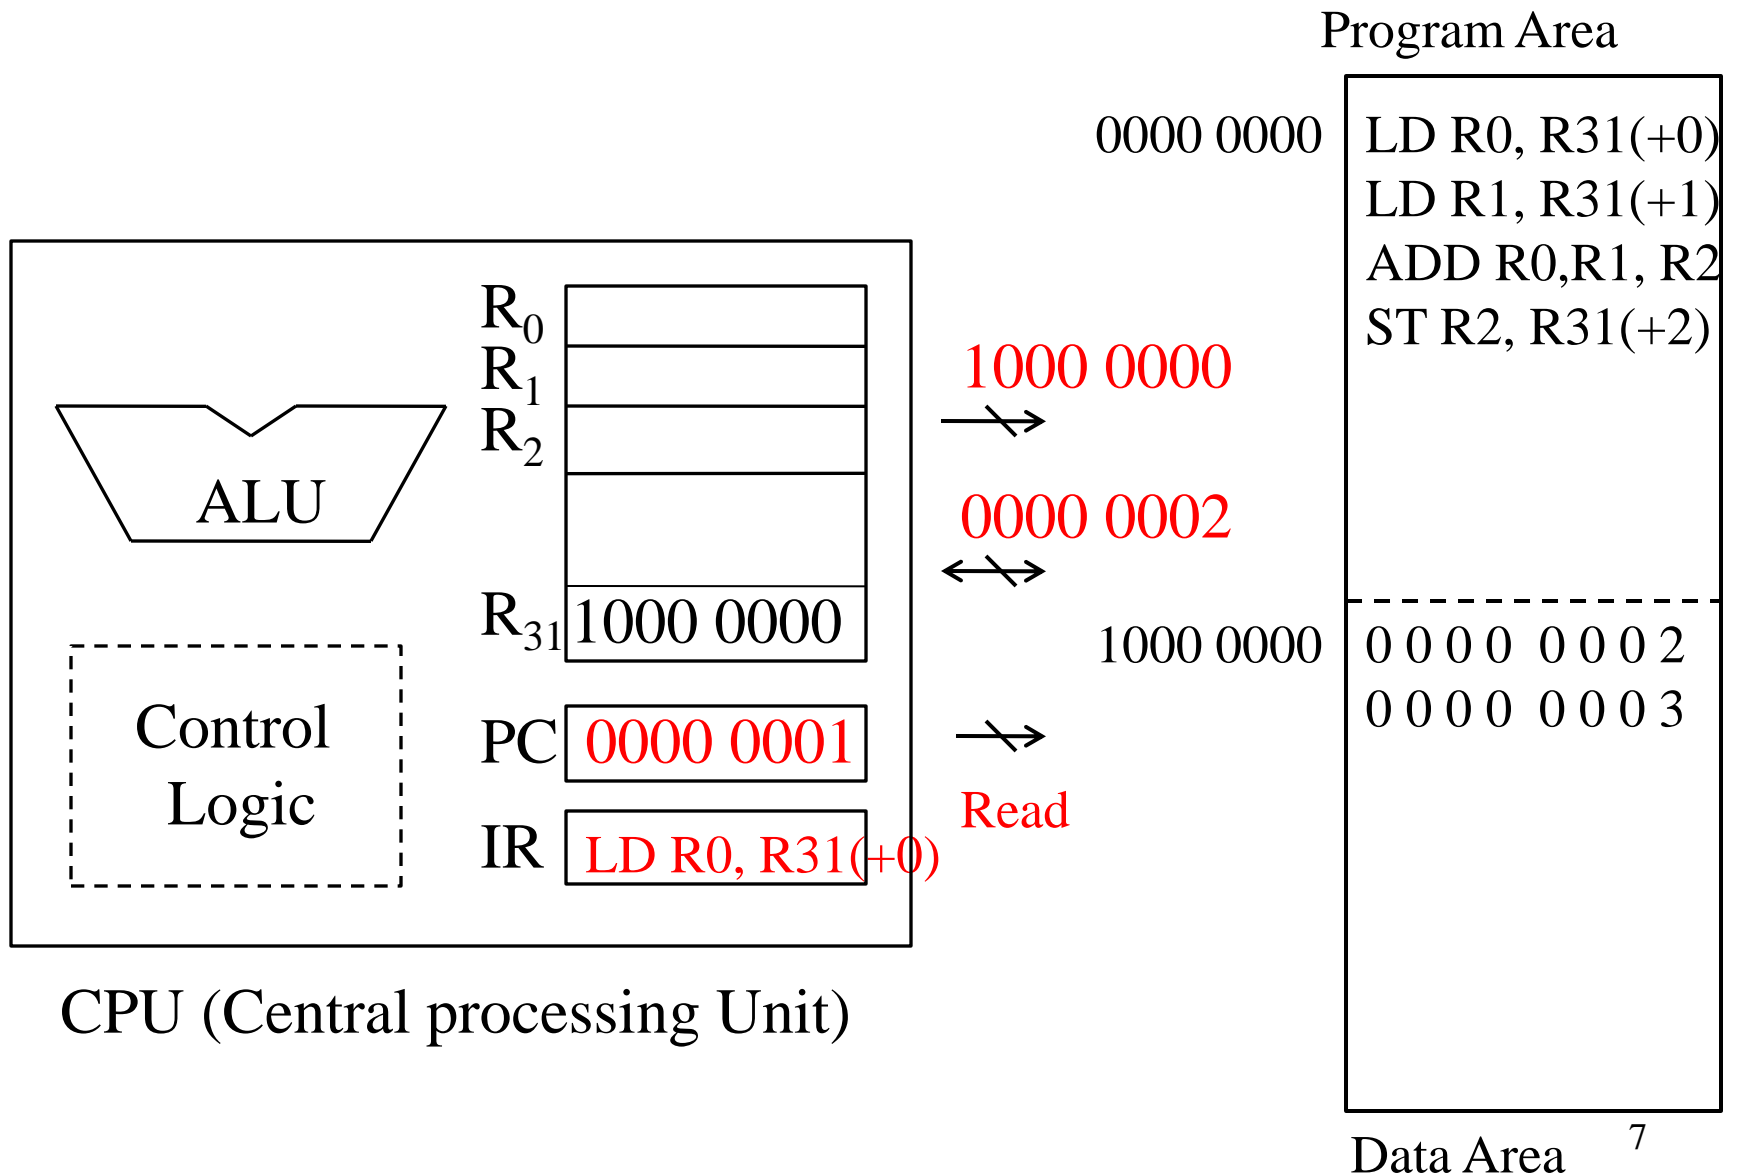 Program Area
0000 0000
LD R0, R31(+0)
LD R1, R31(+1)
ADD R0,R1, R2
ST R2, R31(+2)
R0
R1
R2
R31
1000 0000
ALU
Control
Logic
PC
0000 0001
IR
LD R0, R31(+0)
CPU (Central processing Unit)
1000 0000
0000 0002
Read
1000 0000
0 0 0 0 0 0 0 2
0 0 0 0 0 0 0 3
Data Area
7